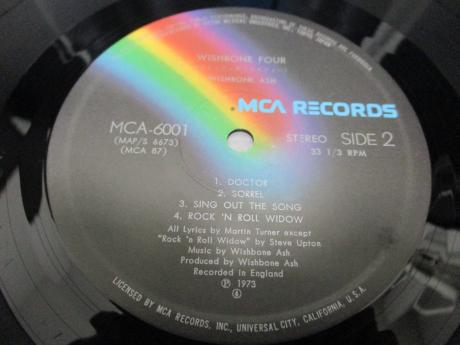 WISHBONE FOUR
WISHBONE ASH
MCA RECORDS
MCA-6001
(MAP/S 6673)
(MCA 87)
STEREO SIDE 2
33 1/3 RPM
1. DOCTOR
2. SORREL
3. SING OUT THE SONG
4. ROCK 'N ROLL WIDOW
All Lyrics by Martin Turner except
"Rock 'n Roll Widow" by Steve Upton
Music by Wishbone Ash
Produced by Wishbone Ash
Recorded in England
Ⓟ 1973
LICENSED BY MCA RECORDS, INC., UNIVERSAL CITY, CALIFORNIA, U.S.A.